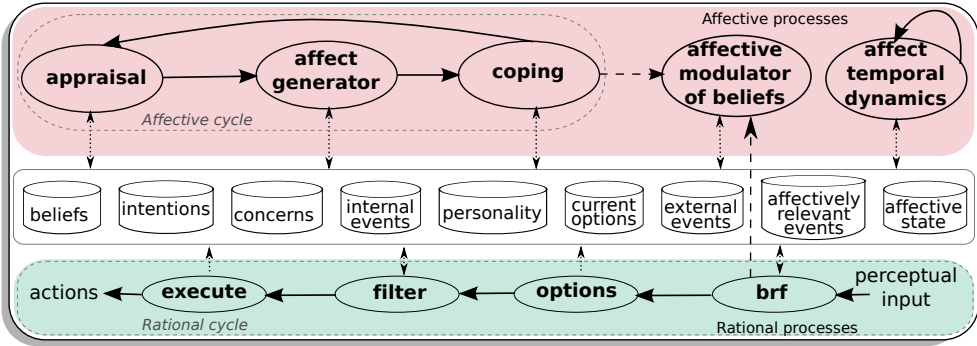 Affective processes
appraisal
affect
generator
coping
affective
modulator
of beliefs
affect
temporal
dynamics
Affective cycle
beliefs
intentions
concerns
internal
events
personality
current
options
external
events
affectively
relevant
events
affective
state
actions
execute
filter
options
brf
perceptual
input
Rational cycle
Rational processes